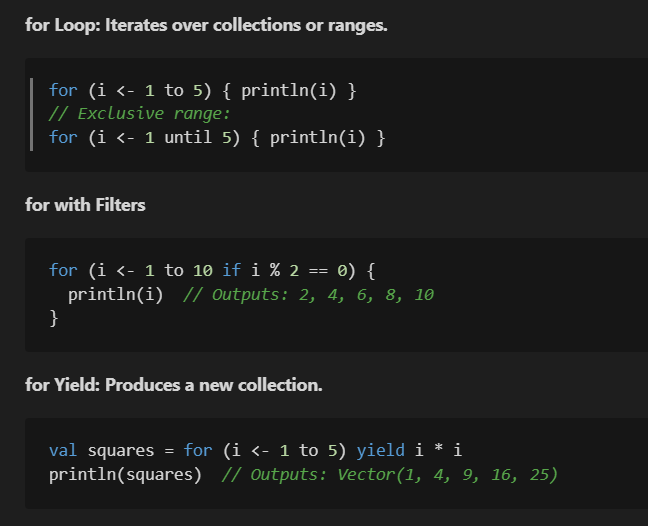 for Loop: Iterates over collections or ranges.
for (i <- 1 to 5) { println(i) }
// Exclusive range:
for (i <- 1 until 5) { println(i) }
for with Filters
for (i <- 1 to 10 if i % 2 == 0) {
  println(i)  // Outputs: 2, 4, 6, 8, 10
}
for Yield: Produces a new collection.
val squares = for (i <- 1 to 5) yield i * i
println(squares)  // Outputs: Vector(1, 4, 9, 16, 25)